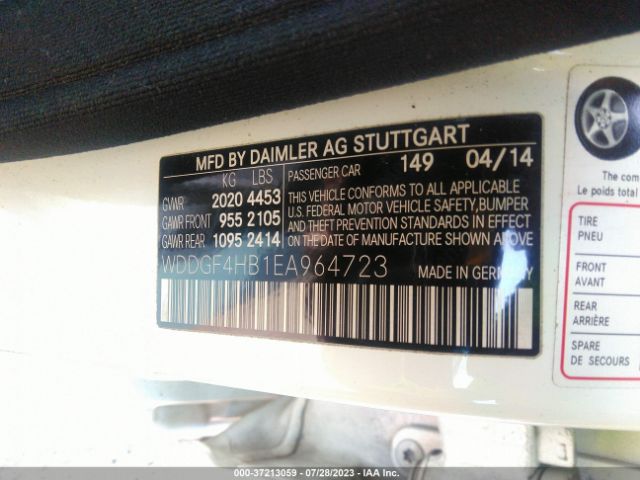 MFD BY DAIMLER AG STUTTGART
KG LBS
GVWR 2020 4453
GAWR FRONT 955 2105
GAWR REAR 1095 2414
PASSENGER CAR 149 04/14
THIS VEHICLE CONFORMS TO ALL APPLICABLE
U.S. FEDERAL MOTOR VEHICLE SAFETY, BUMPER
AND THEFT PREVENTION STANDARDS IN EFFECT
ON THE DATE OF MANUFACTURE SHOWN ABOVE
WDDGF4HB1EA964723 MADE IN GERMANY
The com
Le poids total
TIRE
PNEU
FRONT
AVANT
REAR
ARRIÈRE
SPARE
DE SECOURS
000-37213059 - 07/28/2023 - IAA Inc.